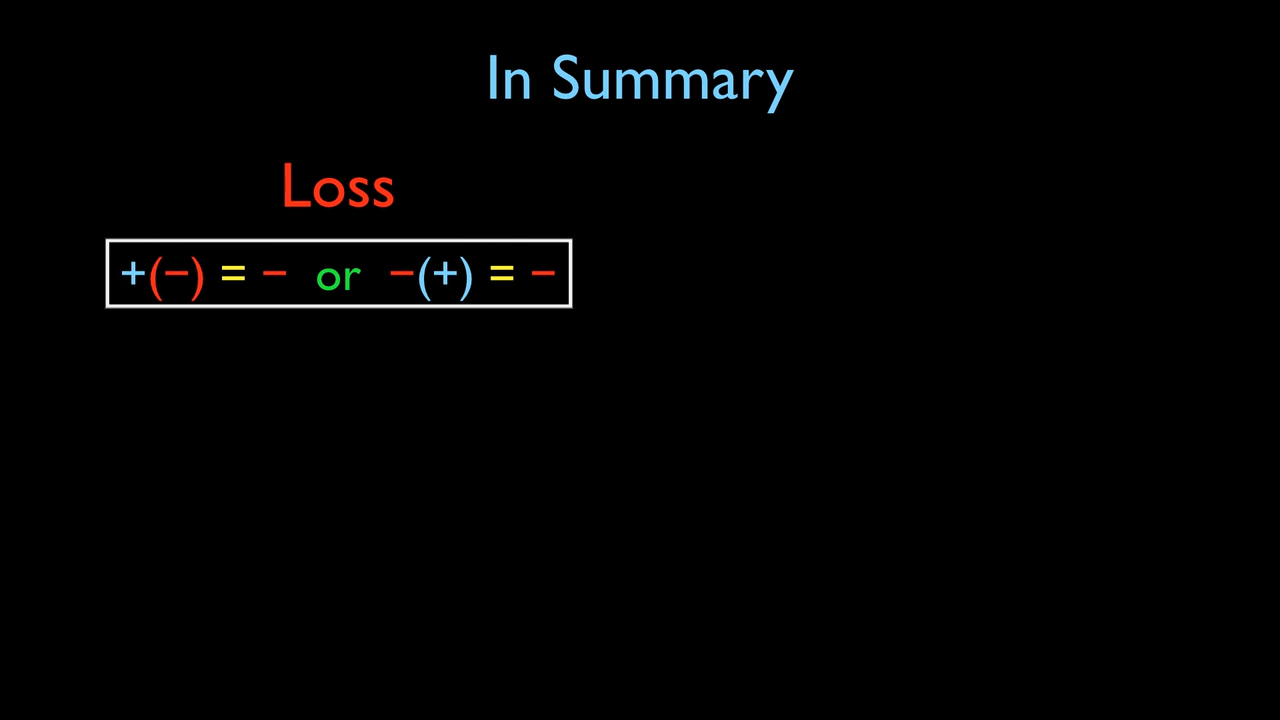 In Summary
Loss
+(−) = − or −(+) = −